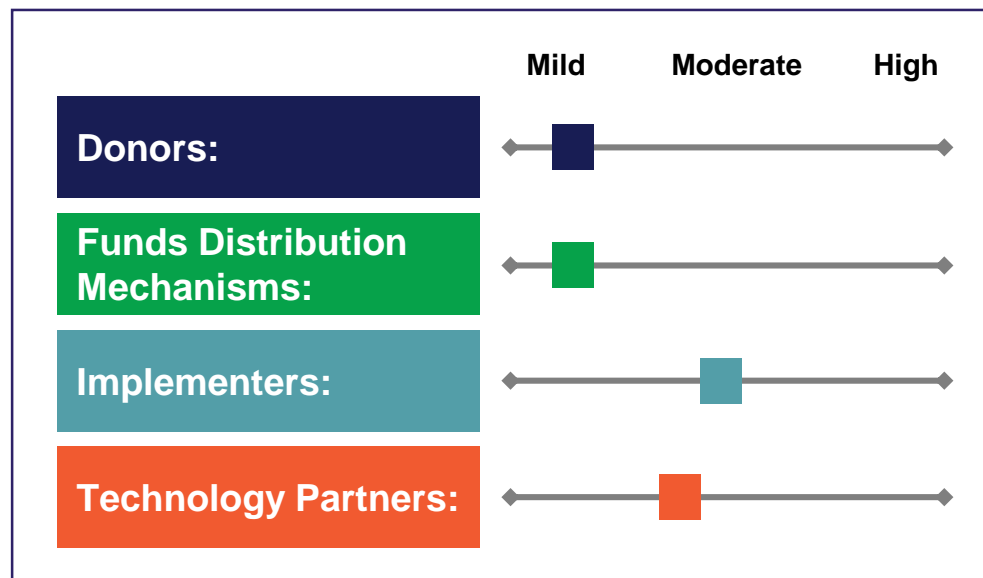 Mild Moderate High
Donors:
Funds Distribution
Mechanisms:
Implementers:
Technology Partners: